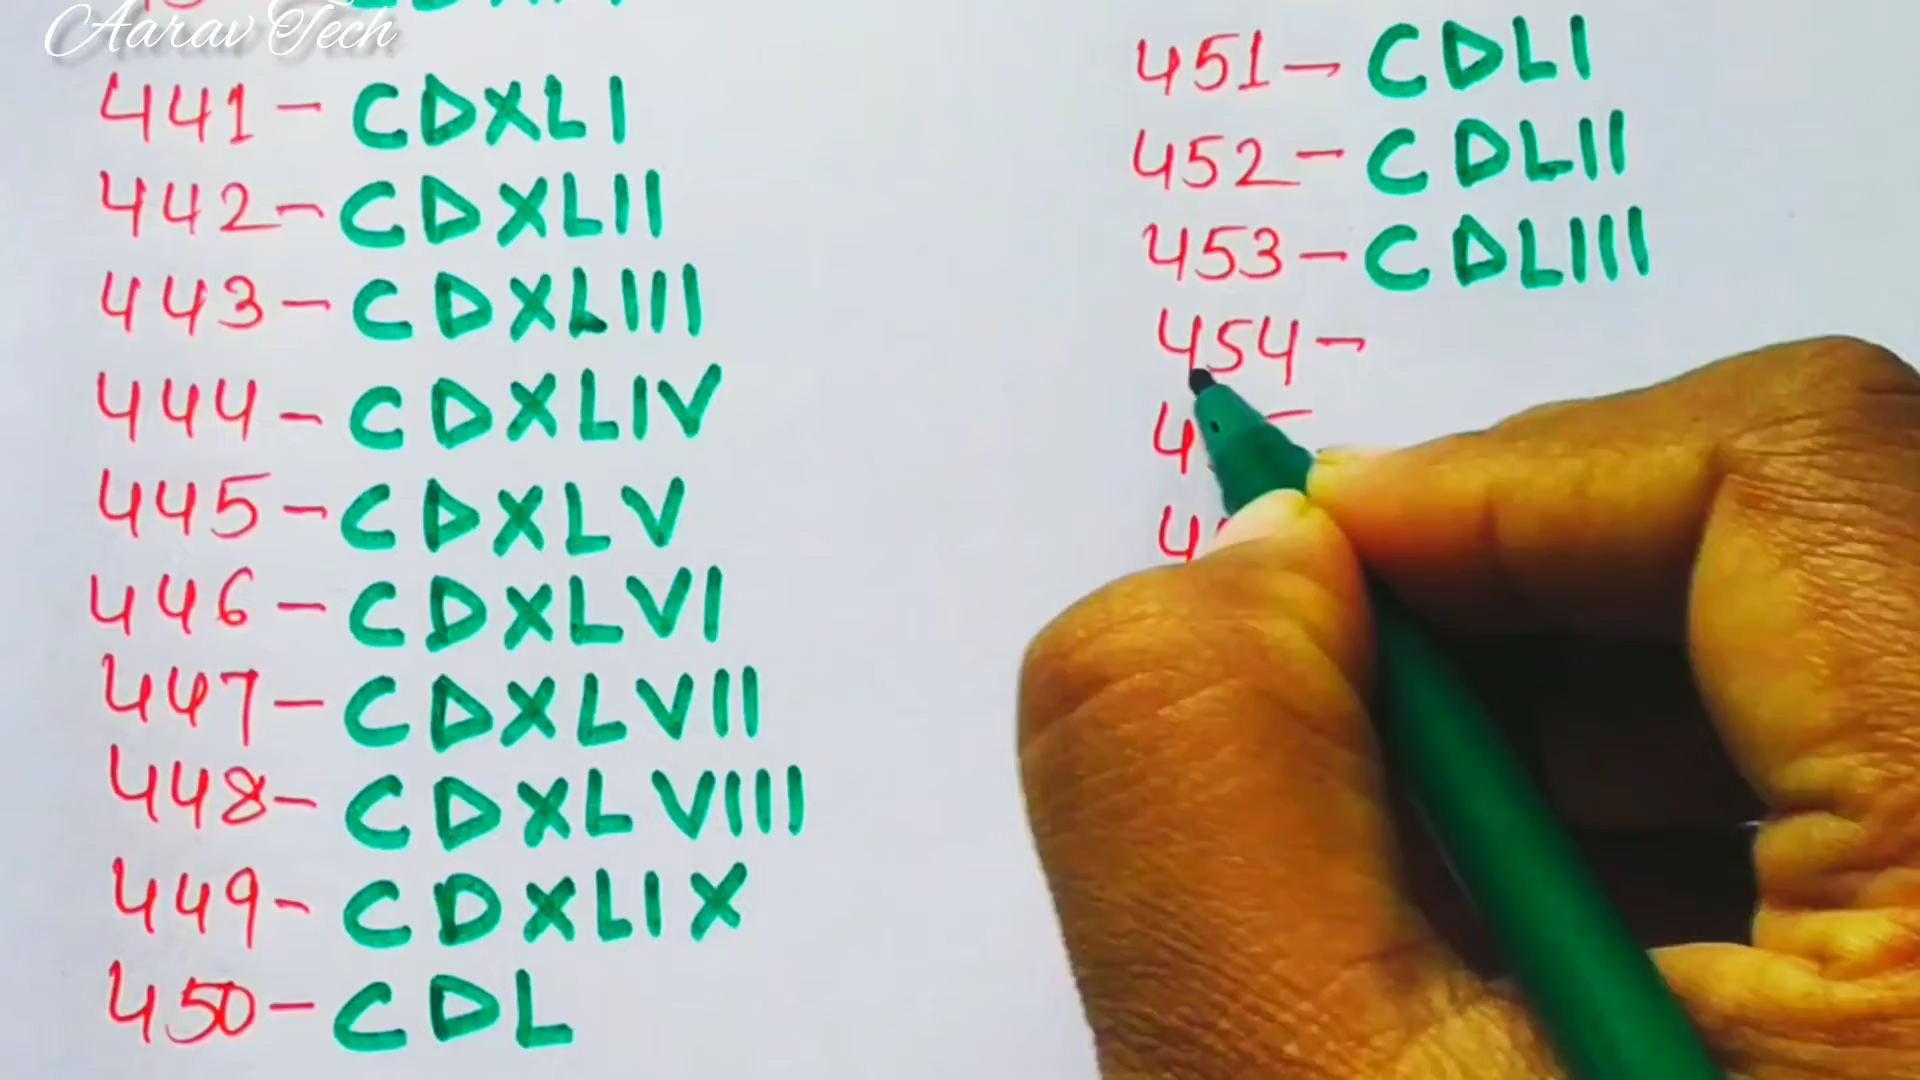 Aarav Tech
441 - CDXLI
442 - CDXLII
443 - CDXLIII
444 - CDXLIV
445 - CDXLV
446 - CDXLVI
447 - CDXLVII
448 - CDXLVIII
449 - CDXLIX
450 - CDL
451 - CDLI
452 - CDLII
453 - CDLIII
454 -